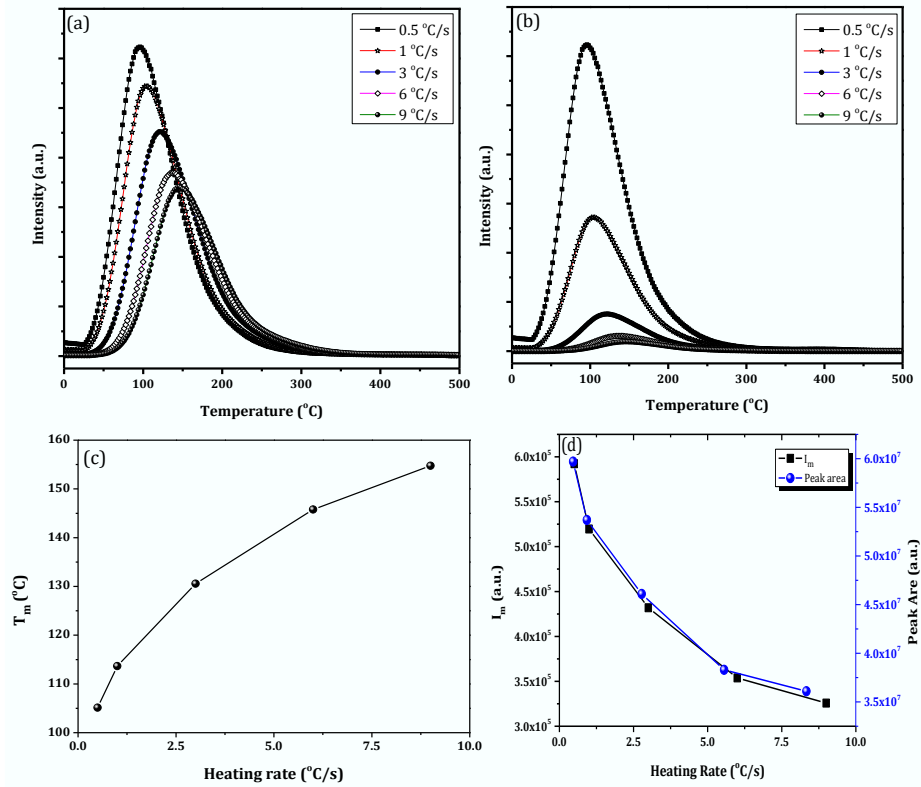 (a)
0.5 °C/s
1 °C/s
3 °C/s
6 °C/s
9 °C/s
Intensity (a.u.)
0 100 200 300 400 500
Temperature (°C)
(b)
0.5 °C/s
1 °C/s
3 °C/s
6 °C/s
9 °C/s
Intensity (a.u.)
0 100 200 300 400 500
Temperature (°C)
(c)
160
150
140
130
120
110
100
Tₘ (°C)
0.0 2.5 5.0 7.5 10.0
Heating rate (°C/s)
(d)
Iₘ
Peak area
6.0x10⁵
5.5x10⁵
5.0x10⁵
4.5x10⁵
4.0x10⁵
3.5x10⁵
3.0x10⁵
Iₘ (a.u.)
6.0x10⁷
5.5x10⁷
5.0x10⁷
4.5x10⁷
4.0x10⁷
3.5x10⁷
Peak Are (a.u.)
0.0 2.5 5.0 7.5 10.0
Heating Rate (°C/s)